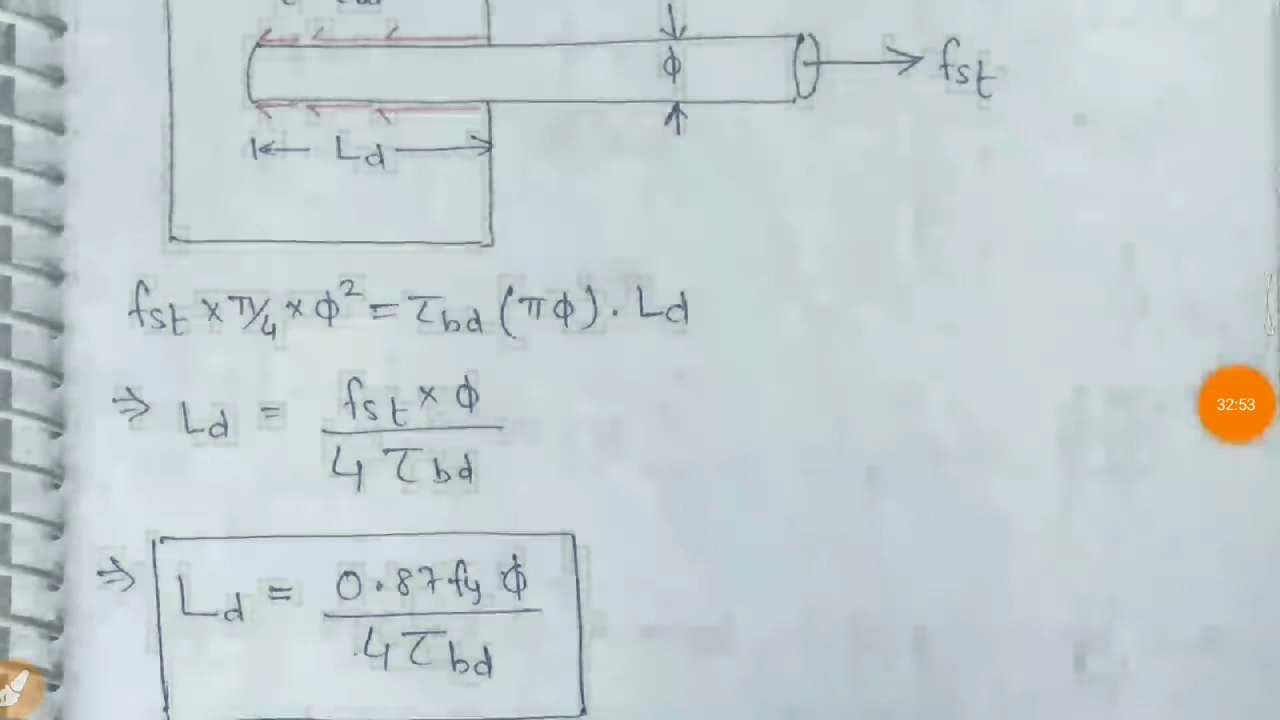 ϕ
fst
Ld
fst × π/4 × ϕ² = τbd (πϕ) . Ld
⇒ Ld = fst × ϕ / 4 τbd
32:53
⇒ Ld = 0.87 fy ϕ / 4 τbd